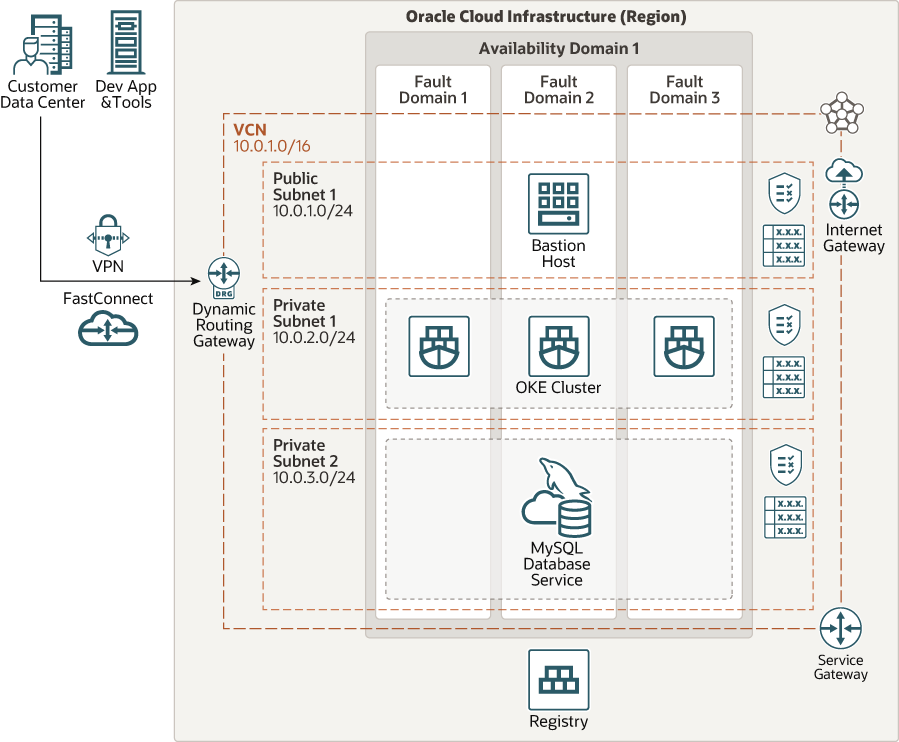 Oracle Cloud Infrastructure (Region)
Customer
Data Center
Dev App
&Tools
Availability Domain 1
Fault
Domain 1
Fault
Domain 2
Fault
Domain 3
VCN
10.0.1.0/16
Public
Subnet 1
10.0.1.0/24
Bastion
Host
X.X.X.
X.X.X.
X.X.X.
Internet
Gateway
VPN
FastConnect
DRG
Dynamic
Routing
Gateway
Private
Subnet 1
10.0.2.0/24
OKE Cluster
X.X.X.
X.X.X.
X.X.X.
Private
Subnet 2
10.0.3.0/24
MySQL
Database
Service
X.X.X.
X.X.X.
X.X.X.
Service
Gateway
Registry